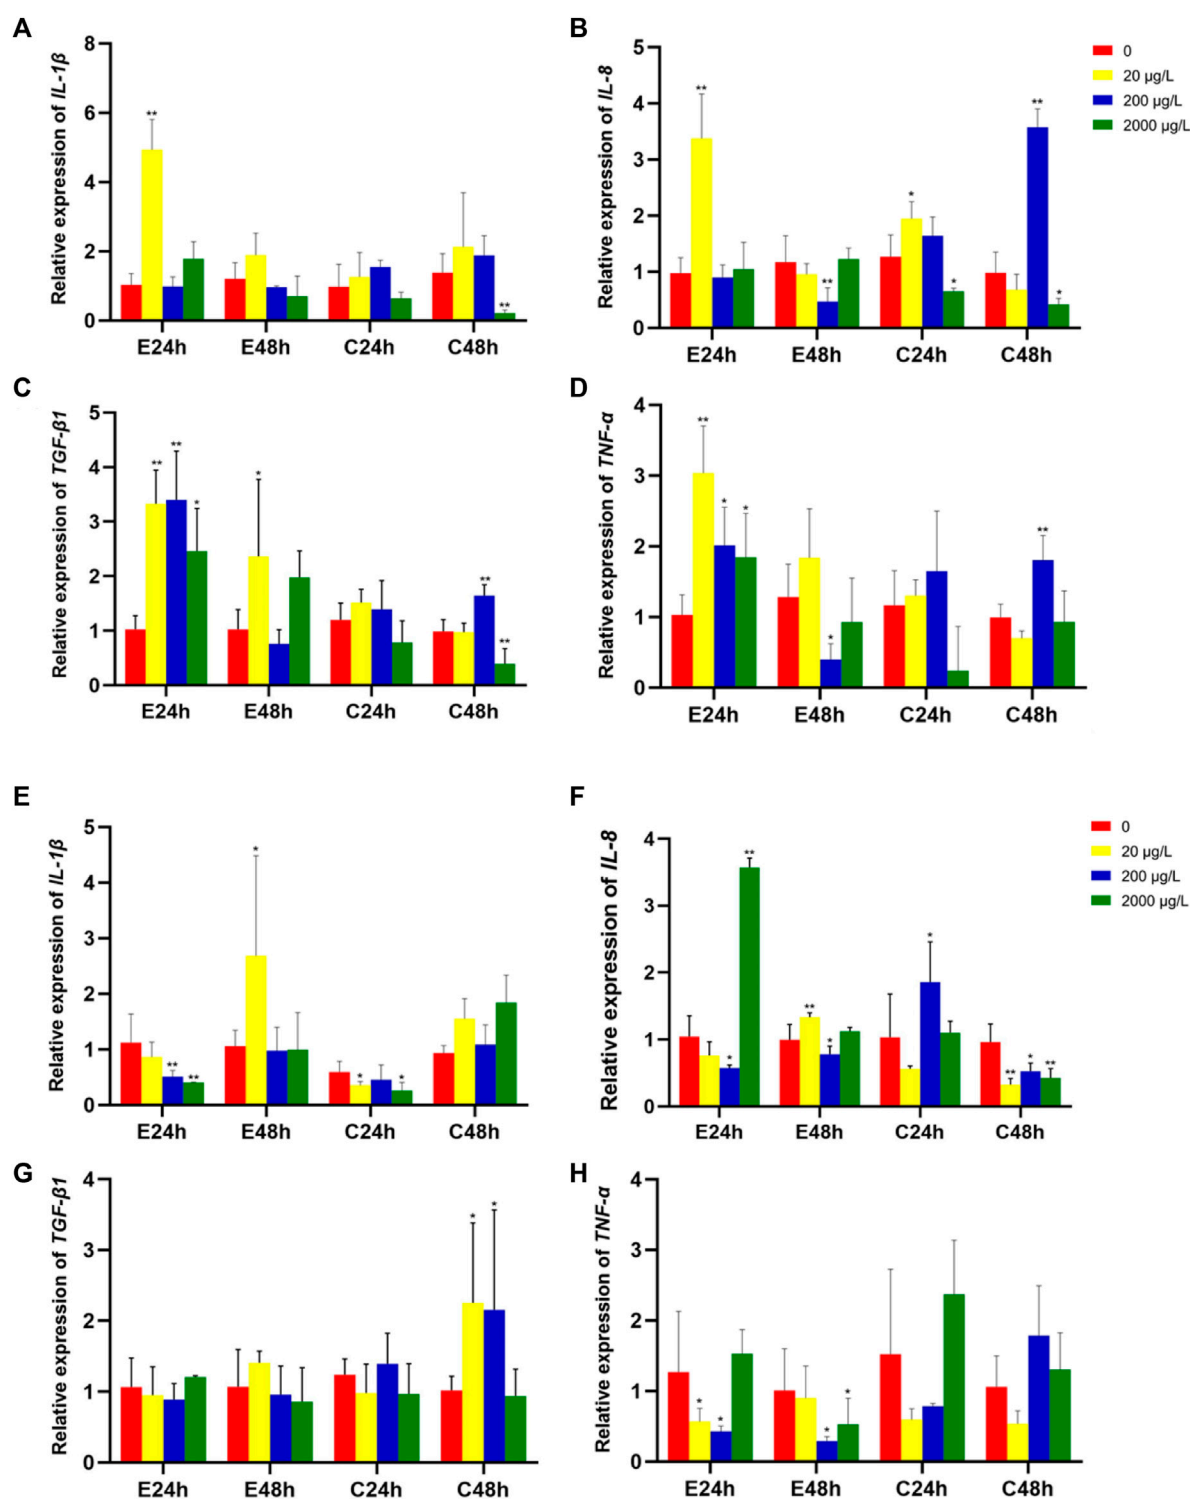 A
Relative expression of IL-1β
8
6
4
2
0
**
**
E24h E48h C24h C48h
B
Relative expression of IL-8
5
4
3
2
1
0
**
**
*
*
**
*
E24h E48h C24h C48h
0
20 μg/L
200 μg/L
2000 μg/L
C
Relative expression of TGF-β1
5
4
3
2
1
0
**
**
*
*
**
**
E24h E48h C24h C48h
D
Relative expression of TNF-α
4
3
2
1
0
**
*
*
*
**
E24h E48h C24h C48h
E
Relative expression of IL-1β
5
4
3
2
1
0
**
**
*
*
*
E24h E48h C24h C48h
F
Relative expression of IL-8
4
3
2
1
0
*
**
**
*
*
**
*
**
E24h E48h C24h C48h
0
20 μg/L
200 μg/L
2000 μg/L
G
Relative expression of TGF-β1
4
3
2
1
0
*
*
E24h E48h C24h C48h
H
Relative expression of TNF-α
4
3
2
1
0
*
*
*
*
E24h E48h C24h C48h